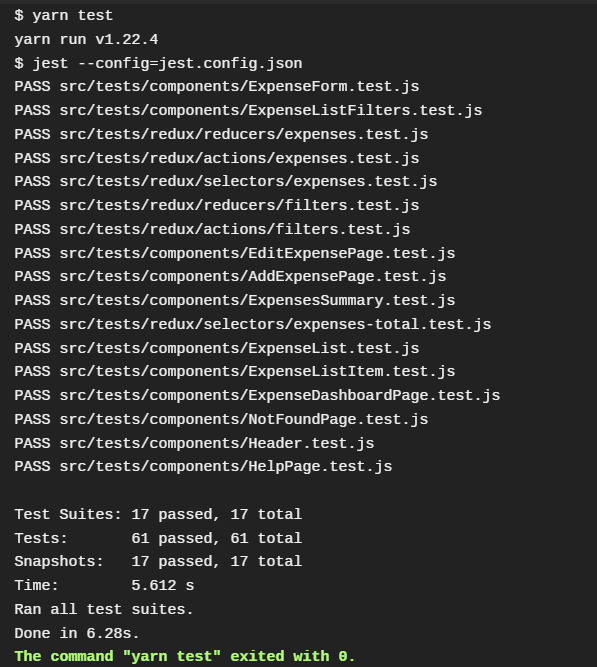 $ yarn test
yarn run v1.22.4
$ jest --config=jest.config.json
PASS src/tests/components/ExpenseForm.test.js
PASS src/tests/components/ExpenseListFilters.test.js
PASS src/tests/redux/reducers/expenses.test.js
PASS src/tests/redux/actions/expenses.test.js
PASS src/tests/redux/selectors/expenses.test.js
PASS src/tests/redux/reducers/filters.test.js
PASS src/tests/redux/actions/filters.test.js
PASS src/tests/components/EditExpensePage.test.js
PASS src/tests/components/AddExpensePage.test.js
PASS src/tests/components/ExpensesSummary.test.js
PASS src/tests/redux/selectors/expenses-total.test.js
PASS src/tests/components/ExpenseList.test.js
PASS src/tests/components/ExpenseListItem.test.js
PASS src/tests/components/ExpenseDashboardPage.test.js
PASS src/tests/components/NotFoundPage.test.js
PASS src/tests/components/Header.test.js
PASS src/tests/components/HelpPage.test.js

Test Suites: 17 passed, 17 total
Tests:       61 passed, 61 total
Snapshots:   17 passed, 17 total
Time:        5.612 s
Ran all test suites.
Done in 6.28s.
The command "yarn test" exited with 0.